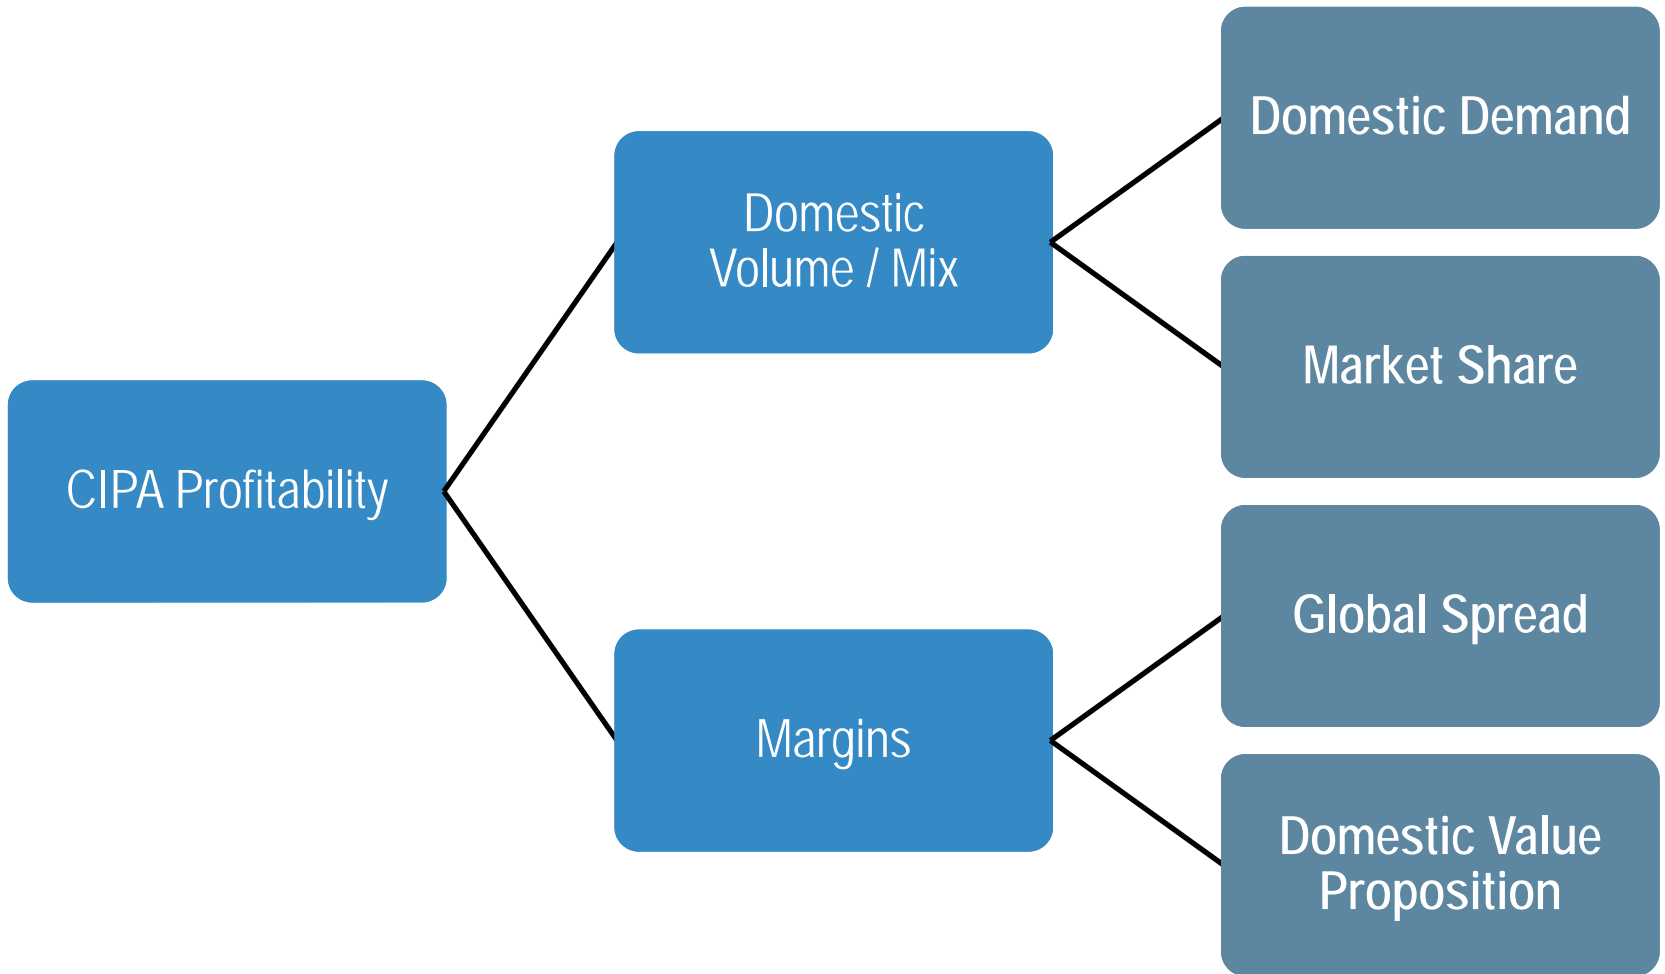 CIPA Profitability
Domestic
Volume / Mix
Margins
Domestic Demand
Market Share
Global Spread
Domestic Value
Proposition